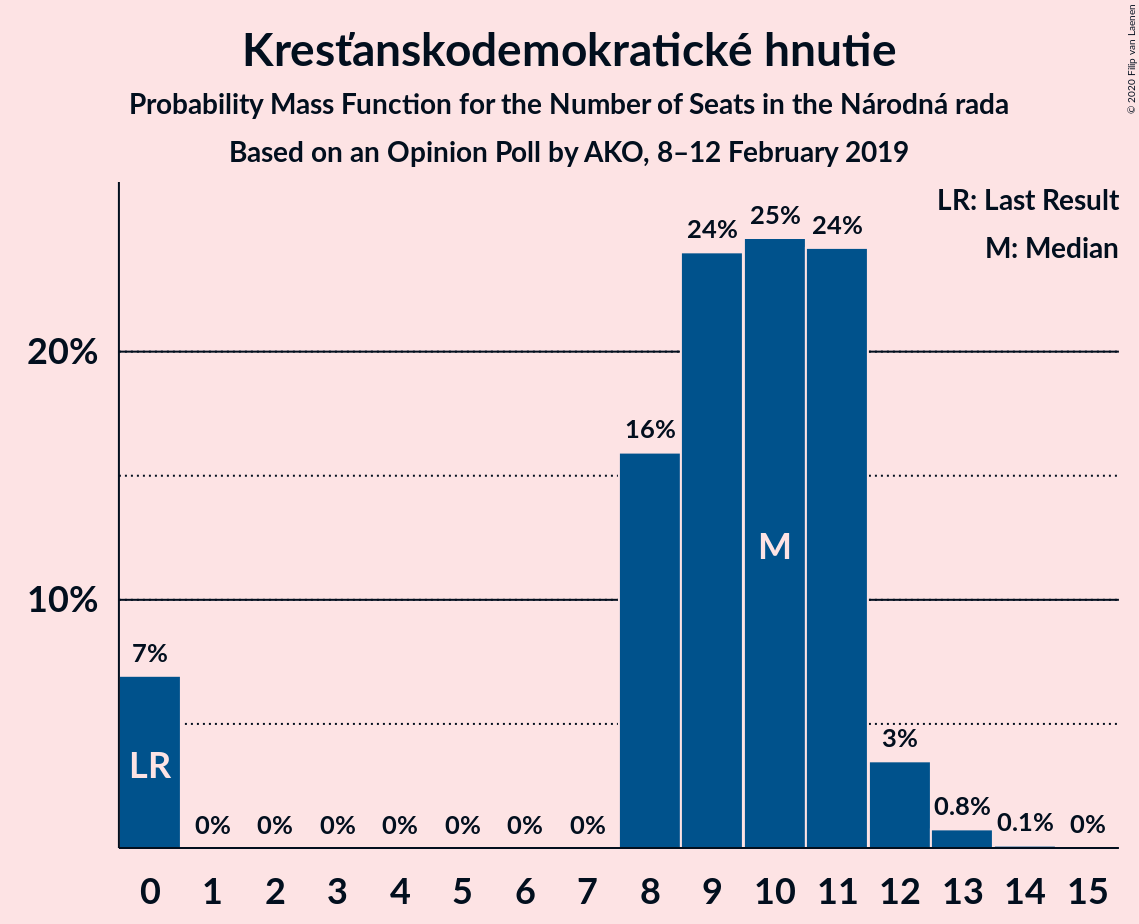 Kresťanskodemokratické hnutie
Probability Mass Function for the Number of Seats in the Národná rada
Based on an Opinion Poll by AKO, 8–12 February 2019
© 2020 Filip van Laenen
LR: Last Result
M: Median
20%
10%
7% 0% 0% 0% 0% 0% 0% 0% 16% 24% 25% 24% 3% 0.8% 0.1% 0%
LR
M
0 1 2 3 4 5 6 7 8 9 10 11 12 13 14 15